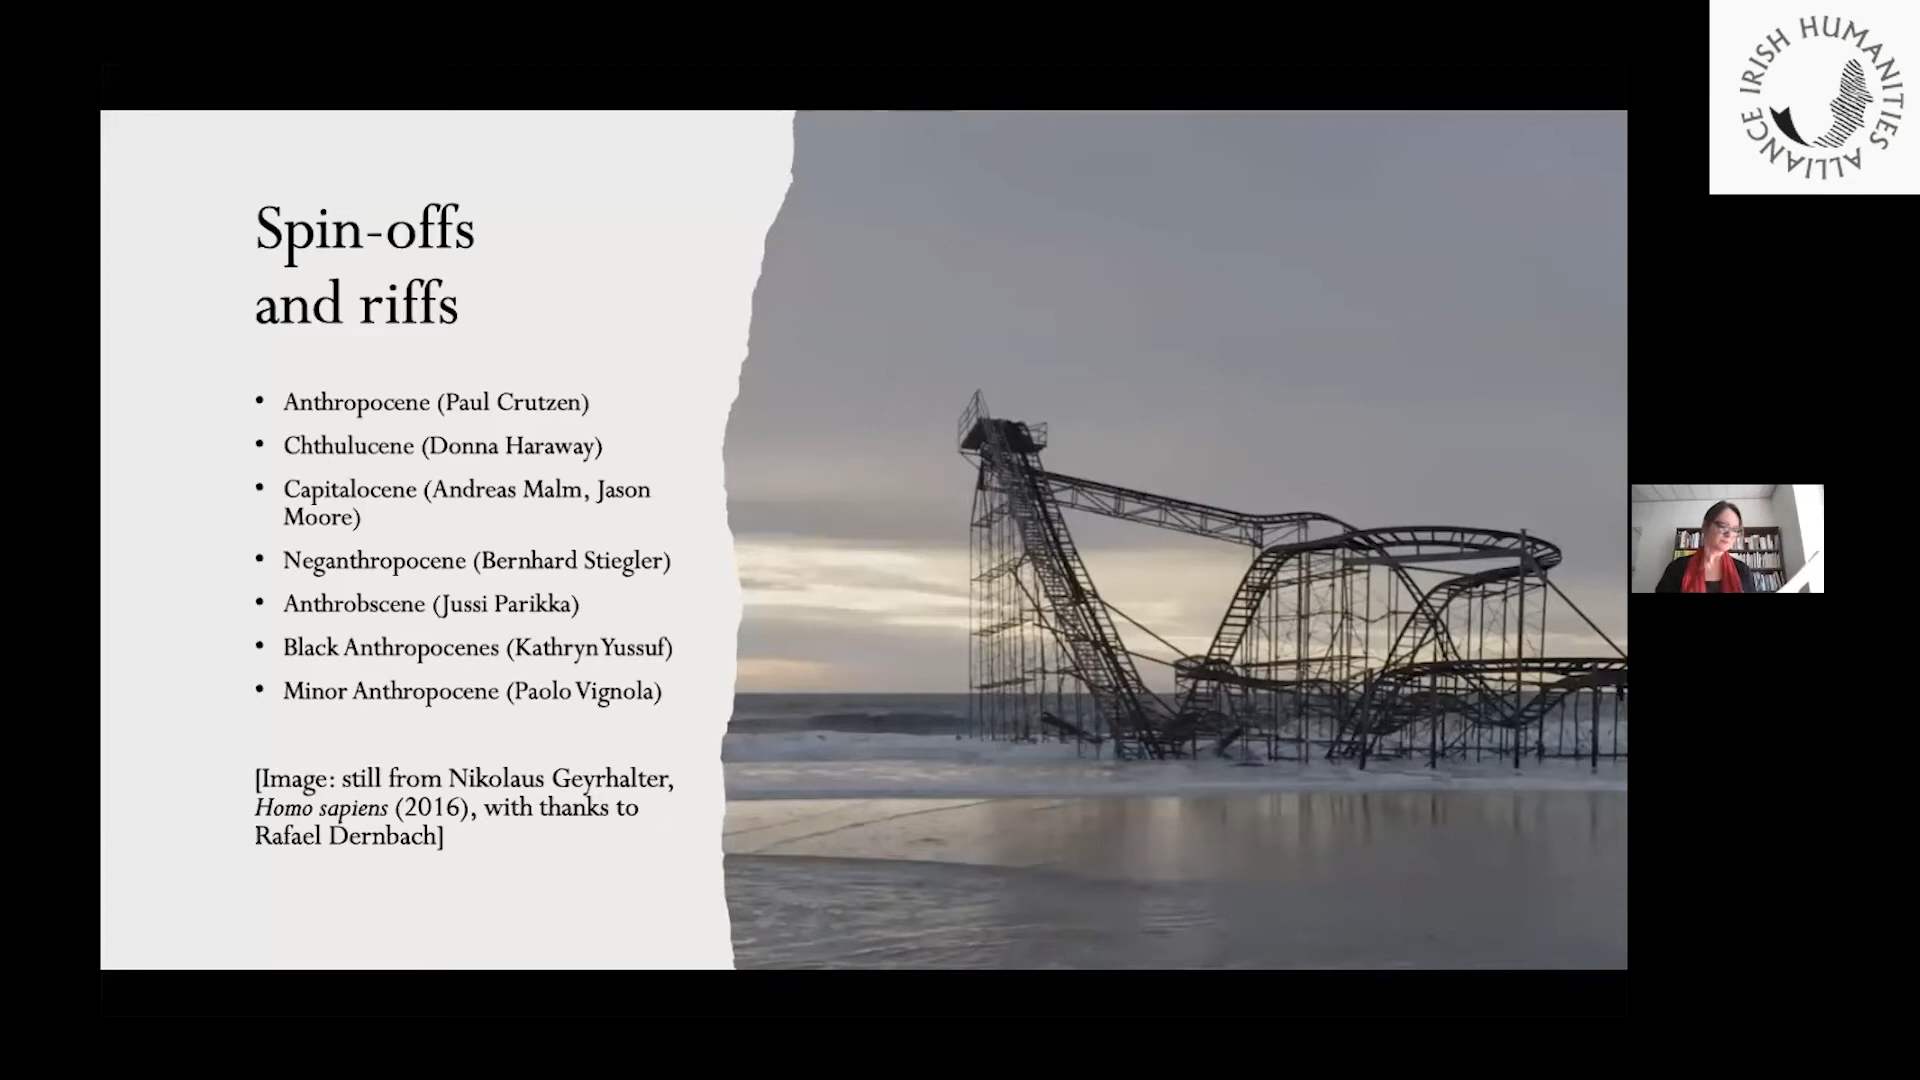 Spin-offs
and riffs
• Anthropocene (Paul Crutzen)
• Chthulucene (Donna Haraway)
• Capitalocene (Andreas Malm, Jason
Moore)
• Neganthropocene (Bernhard Stiegler)
• Anthrobscene (Jussi Parikka)
• Black Anthropocenes (Kathryn Yussuf)
• Minor Anthropocene (Paolo Vignola)
[Image: still from Nikolaus Geyrhalter,
Homo sapiens (2016), with thanks to
Rafael Dernbach]
IRISH HUMANITIES ALLIANCE